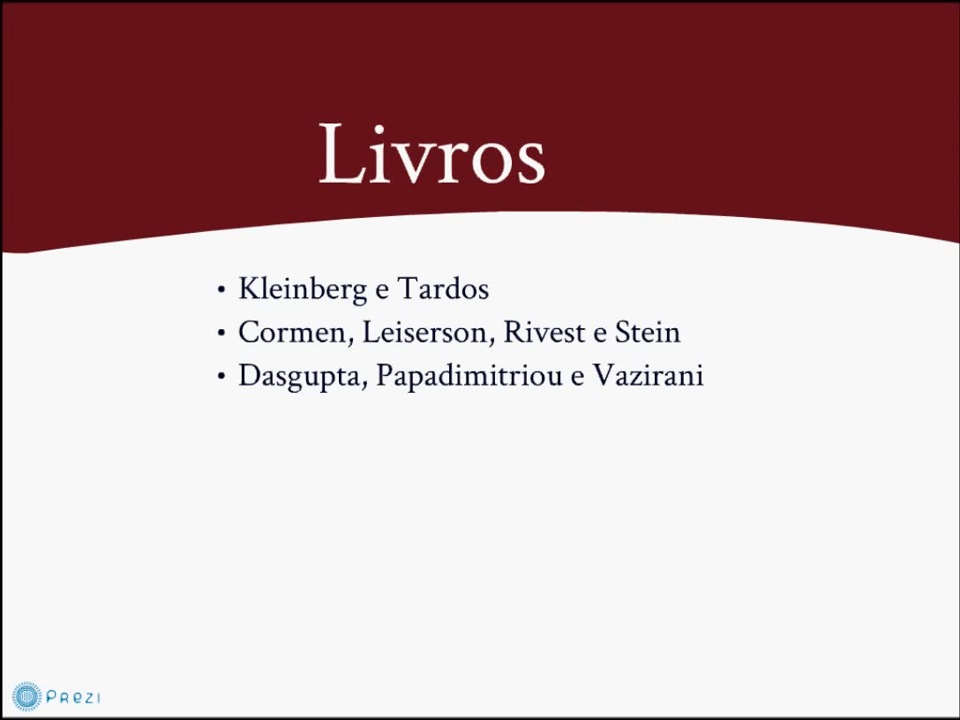 Livros
• Kleinberg e Tardos
• Cormen, Leiserson, Rivest e Stein
• Dasgupta, Papadimitriou e Vazirani
Prezi